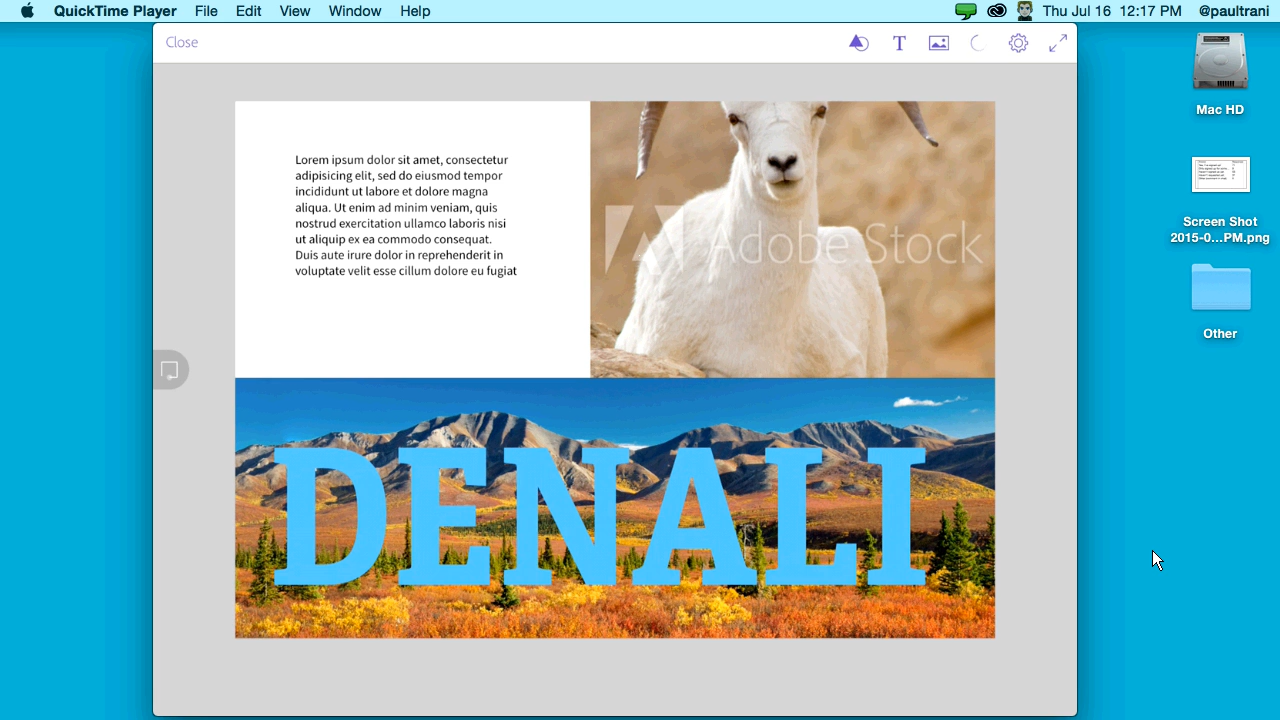 QuickTime Player File Edit View Window Help Thu Jul 16 12:17 PM @paultrani
Close
T
Mac HD
Lorem ipsum dolor sit amet, consectetur
adipisicing elit, sed do eiusmod tempor
incididunt ut labore et dolore magna
aliqua. Ut enim ad minim veniam, quis
nostrud exercitation ullamco laboris nisi
ut aliquip ex ea commodo consequat.
Duis aute irure dolor in reprehenderit in
voluptate velit esse cillum dolore eu fugiat
Adobe Stock
Screen Shot
2015-0...PM.png
Other
DENALI